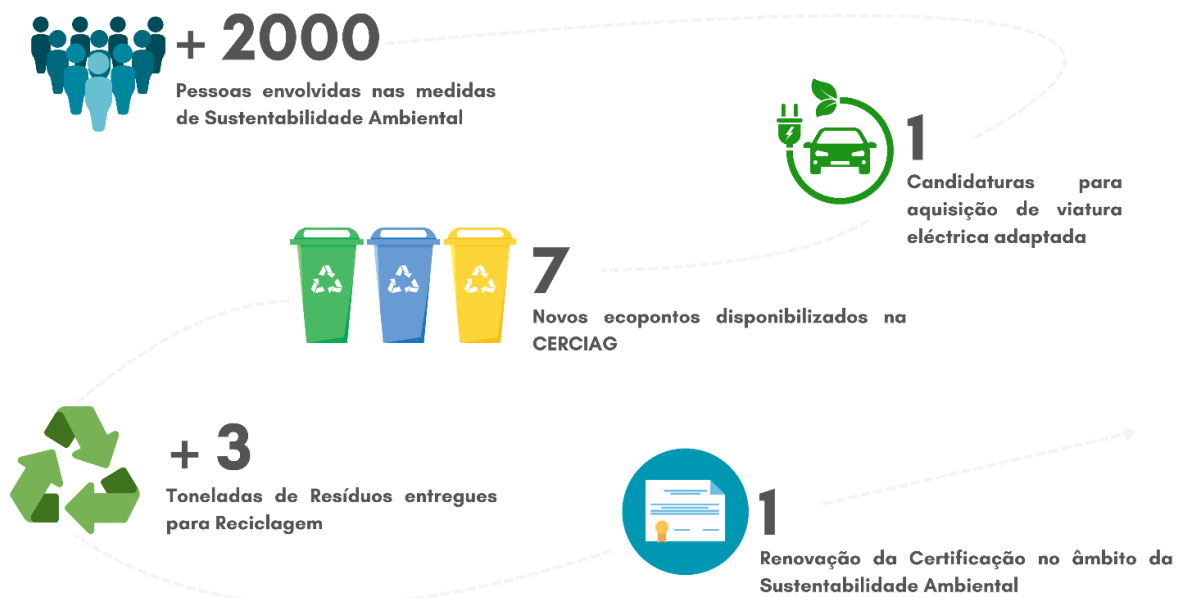 + 2000
Pessoas envolvidas nas medidas
de Sustentabilidade Ambiental
1
Candidaturas para
aquisição de viatura
eléctrica adaptada
7
Novos ecopontos disponibilizados na
CERCIAG
+ 3
Toneladas de Resíduos entregues
para Reciclagem
1
Renovação da Certificação no âmbito da
Sustentabilidade Ambiental